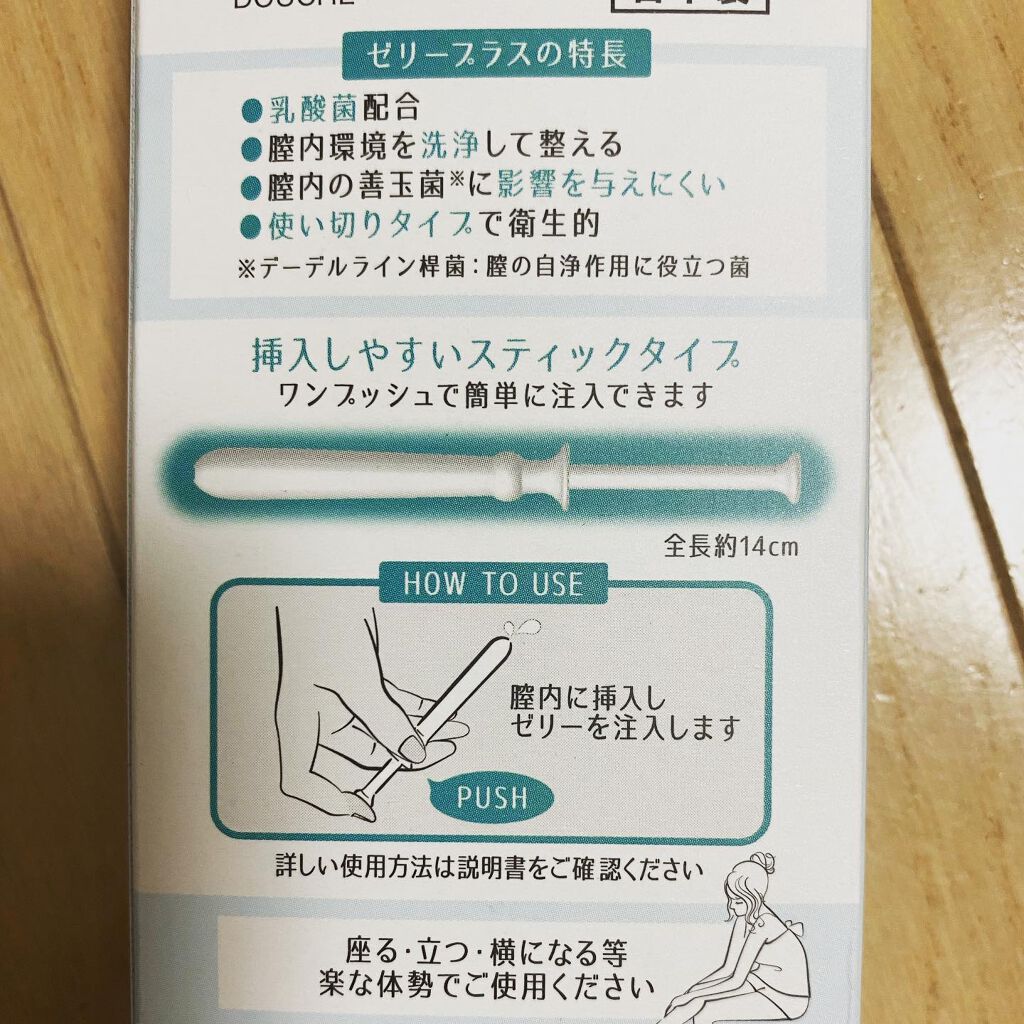 DOUCHE
日本製
ゼリープラスの特長
●乳酸菌配合
●膣内環境を洗浄して整える
●膣内の善玉菌※に影響を与えにくい
●使い切りタイプで衛生的
※デーデルライン桿菌：膣の自浄作用に役立つ菌
挿入しやすいスティックタイプ
ワンプッシュで簡単に注入できます
全長約14cm
HOW TO USE
膣内に挿入し
ゼリーを注入します
PUSH
詳しい使用方法は説明書をご確認ください
座る・立つ・横になる等
楽な体勢でご使用ください